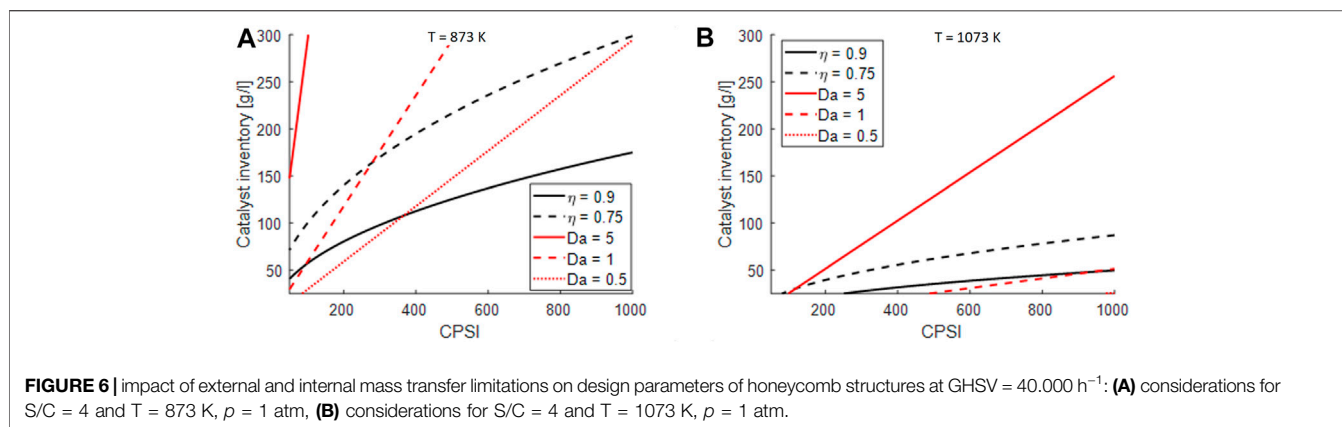 A
T = 873 K
300
250
200
150
100
50
Catalyst inventory [g/l]
η = 0.9
η = 0.75
Da = 5
Da = 1
Da = 0.5
200
400
600
800
1000
CPSI
B
T = 1073 K
300
250
200
150
100
50
Catalyst inventory [g/l]
η = 0.9
η = 0.75
Da = 5
Da = 1
Da = 0.5
200
400
600
800
1000
CPSI
FIGURE 6 | impact of external and internal mass transfer limitations on design parameters of honeycomb structures at GHSV = 40.000 h⁻¹: (A) considerations for
S/C = 4 and T = 873 K, p = 1 atm, (B) considerations for S/C = 4 and T = 1073 K, p = 1 atm.